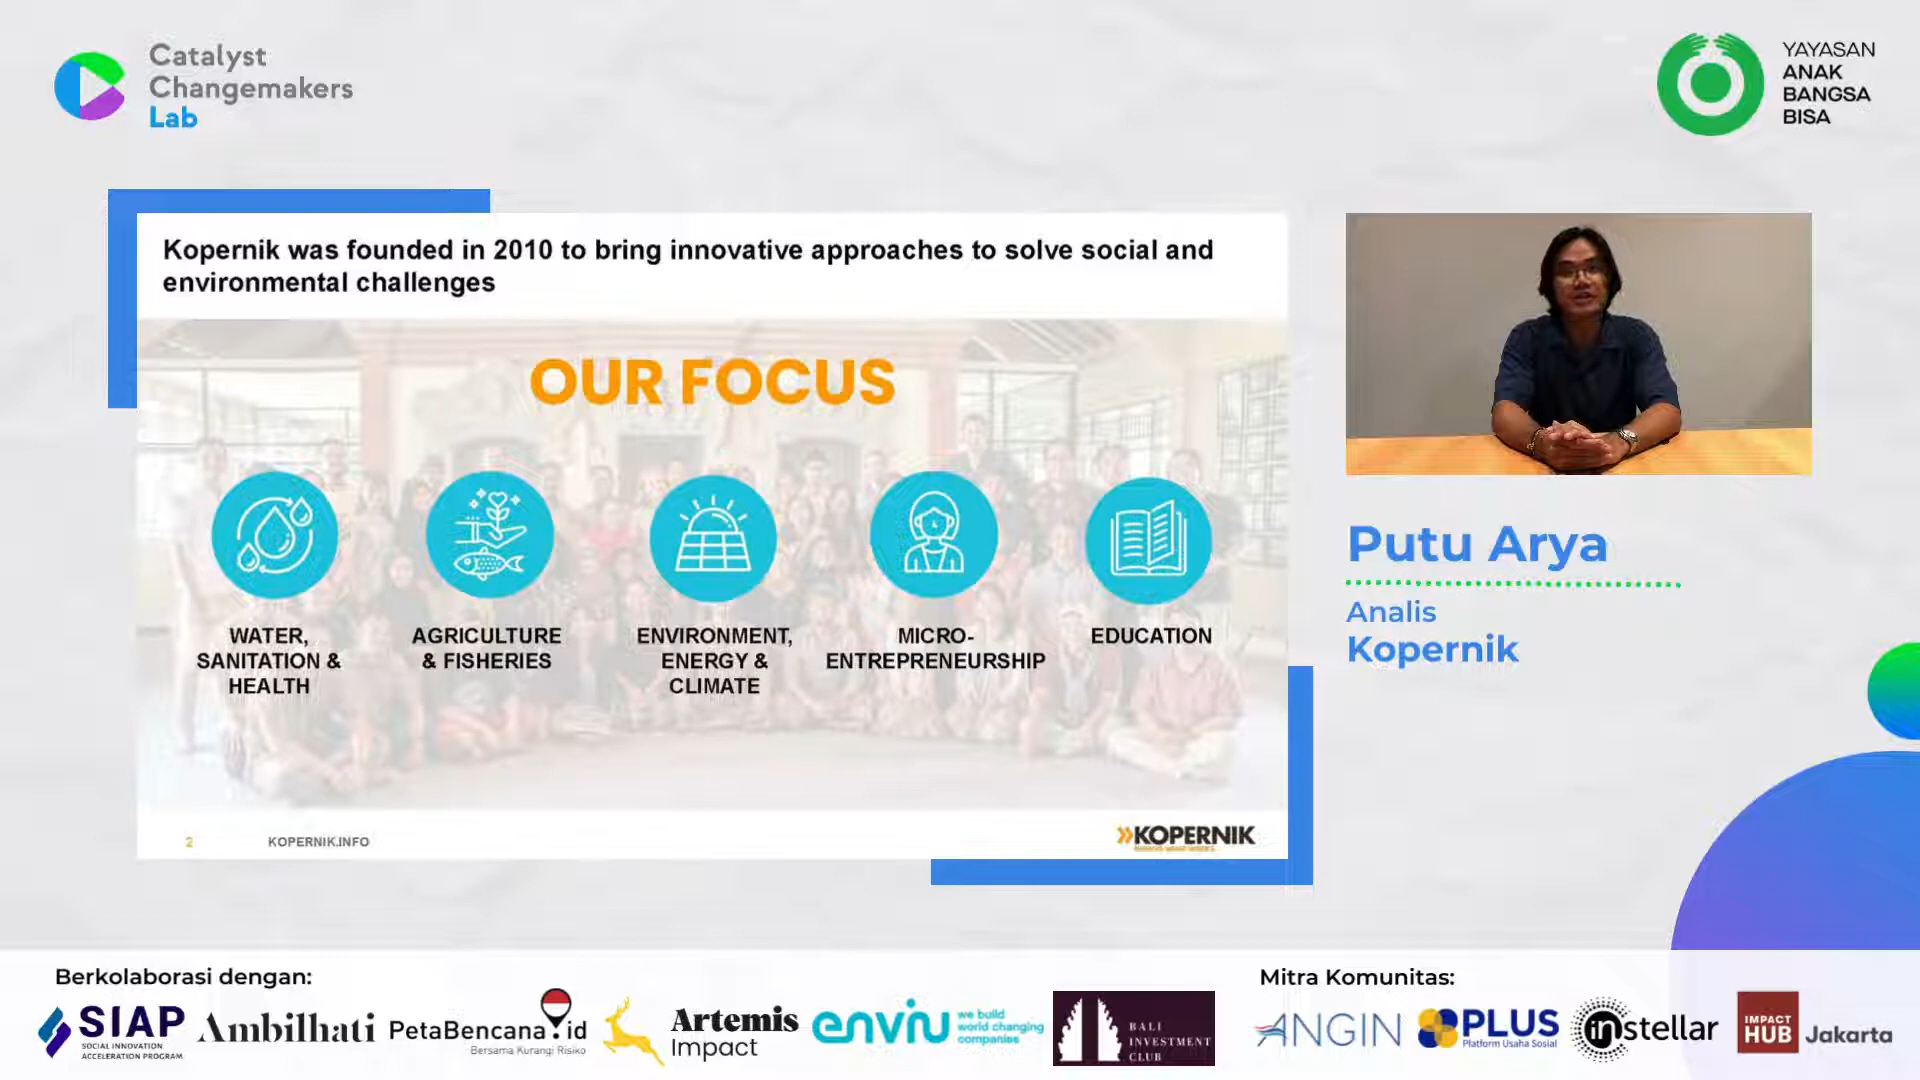 Catalyst
Changemakers
Lab
YAYASAN
ANAK
BANGSA
BISA
Kopernik was founded in 2010 to bring innovative approaches to solve social and
environmental challenges
OUR FOCUS
WATER,
SANITATION &
HEALTH
AGRICULTURE
& FISHERIES
ENVIRONMENT,
ENERGY &
CLIMATE
MICRO-
ENTREPRENEURSHIP
EDUCATION
2
KOPERNIK.INFO
KOPERNIK
Putu Arya
Analis
Kopernik
Berkolaborasi dengan:
SIAP
SOCIAL INNOVATION
ACCELERATION PROGRAM
Ambilhati
PetaBencana.id
Bersama Kurangi Risiko
Artemis
Impact
enviu
we build
world changing
companies
BALI
INVESTMENT
CLUB
Mitra Komunitas:
ANGIN
PLUS
Platform Usaha Sosial
instellar
IMPACT
HUB
Jakarta